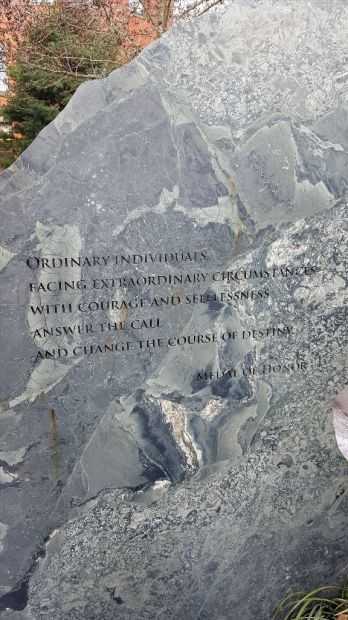 ORDINARY INDIVIDUALS,
FACING EXTRAORDINARY CIRCUMSTANCES
WITH COURAGE AND SELFLESSNESS
ANSWER THE CALL
AND CHANGE THE COURSE OF DESTINY.
MEDAL OF HONOR